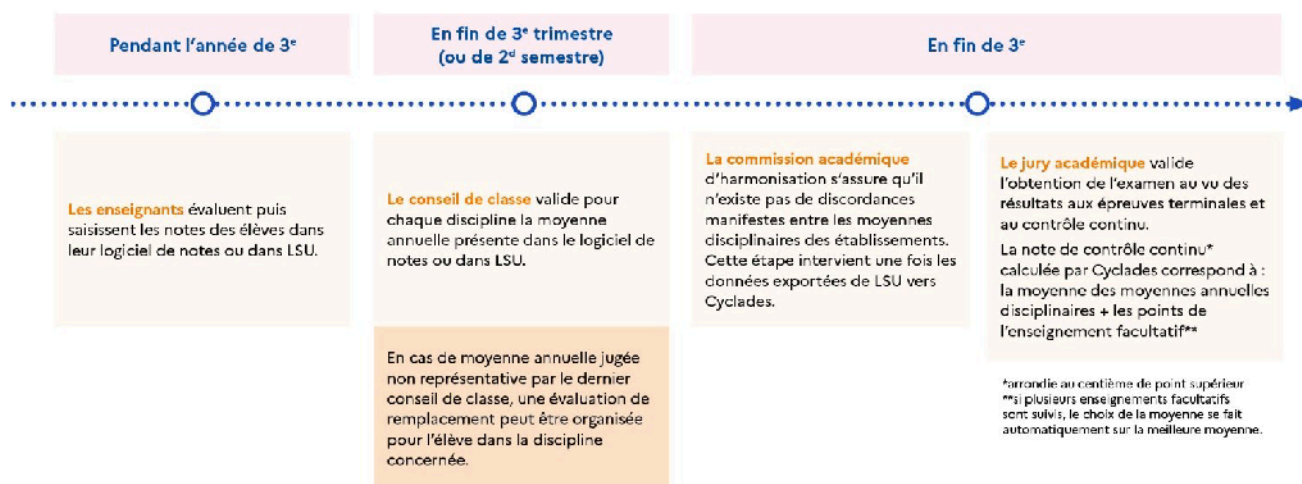 Pendant l'année de 3ᵉ
En fin de 3ᵉ trimestre
(ou de 2ᵈ semestre)
En fin de 3ᵉ
Les enseignants évaluent puis
saisissent les notes des élèves dans
leur logiciel de notes ou dans LSU.
Le conseil de classe valide pour
chaque discipline la moyenne
annuelle présente dans le logiciel de
notes ou dans LSU.
En cas de moyenne annuelle jugée
non représentative par le dernier
conseil de classe, une évaluation de
remplacement peut être organisée
pour l'élève dans la discipline
concernée.
La commission académique
d'harmonisation s'assure qu'il
n'existe pas de discordances
manifestes entre les moyennes
disciplinaires des établissements.
Cette étape intervient une fois les
données exportées de LSU vers
Cyclades.
Le jury académique valide
l'obtention de l'examen au vu des
résultats aux épreuves terminales et
au contrôle continu.
La note de contrôle continu*
calculée par Cyclades correspond à :
la moyenne des moyennes annuelles
disciplinaires + les points de
l'enseignement facultatif**
*arrondie au centième de point supérieur
**si plusieurs enseignements facultatifs
sont suivis, le choix de la moyenne se fait
automatiquement sur la meilleure moyenne.